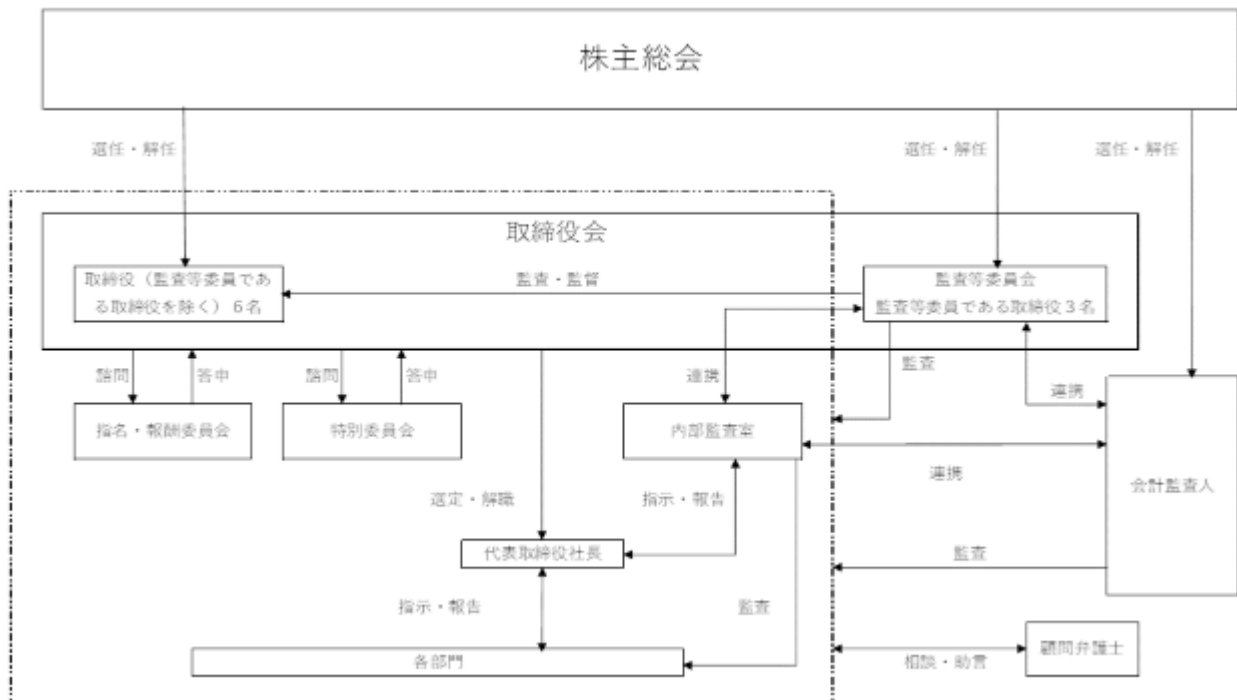 株主総会
選任・解任
選任・解任
選任・解任
取締役会
取締役（監査等委員であ
る取締役を除く）６名
監査・監督
監査等委員会
監査等委員である取締役３名
諮問
答申
諮問
答申
連携
監査
連携
指名・報酬委員会
特別委員会
内部監査室
連携
会計監査人
選定・解職
指示・報告
代表取締役社長
監査
指示・報告
監査
各部門
相談・助言
顧問弁護士